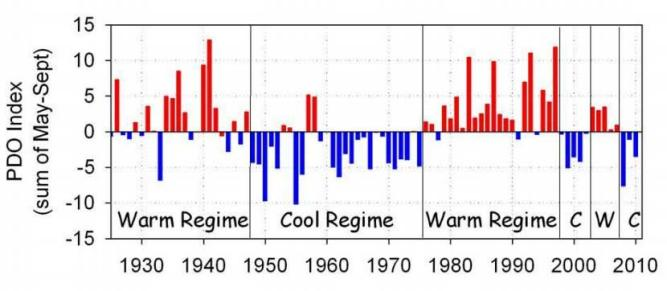 PDO Index
(sum of May-Sept)
15
10
5
0
-5
-10
-15
Warm Regime
Cool Regime
Warm Regime
C
W
C
1930 1940 1950 1960 1970 1980 1990 2000 2010